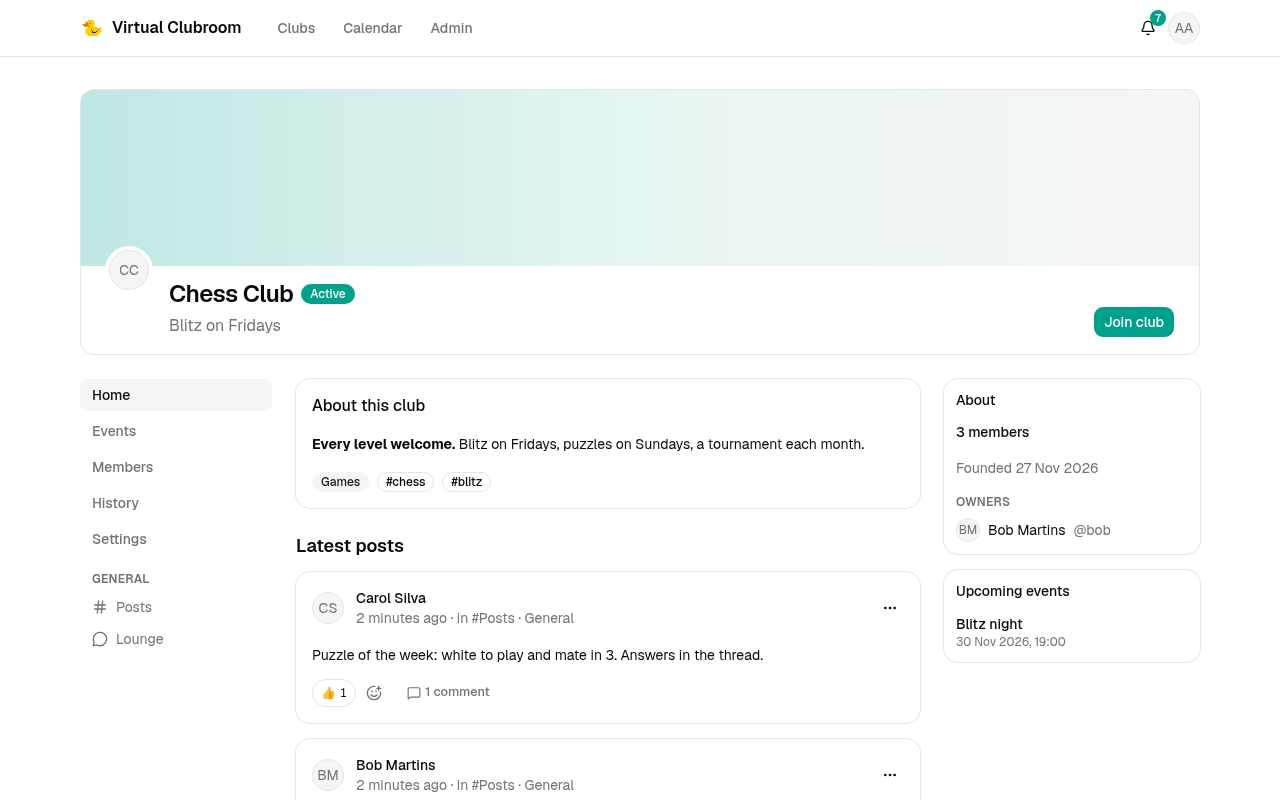 Virtual Clubroom
Clubs
Calendar
Admin
7
AA
CC
Chess Club
Active
Blitz on Fridays
Join club
Home
Events
Members
History
Settings
GENERAL
Posts
Lounge
About this club
Every level welcome. Blitz on Fridays, puzzles on Sundays, a tournament each month.
Games
#chess
#blitz
Latest posts
CS
Carol Silva
2 minutes ago · in #Posts · General
Puzzle of the week: white to play and mate in 3. Answers in the thread.
👍 1
1 comment
BM
Bob Martins
2 minutes ago · in #Posts · General
About
3 members
Founded 27 Nov 2026
OWNERS
BM
Bob Martins @bob
Upcoming events
Blitz night
30 Nov 2026, 19:00